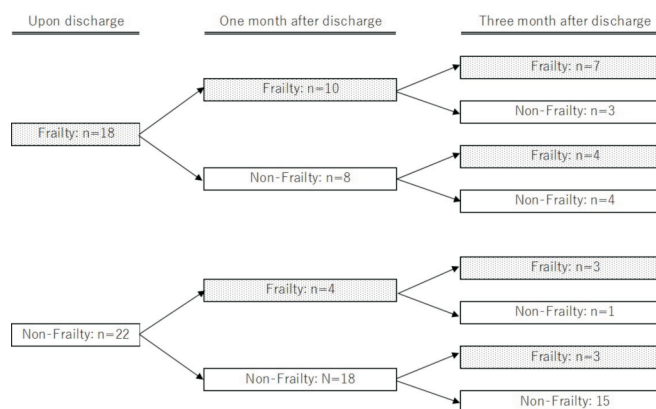 Upon discharge
One month after discharge
Three month after discharge
Frailty: n=18
Frailty: n=10
Non-Frailty: n=8
Frailty: n=7
Non-Frailty: n=3
Frailty: n=4
Non-Frailty: n=4
Non-Frailty: n=22
Frailty: n=4
Non-Frailty: N=18
Frailty: n=3
Non-Frailty: n=1
Frailty: n=3
Non-Frailty: 15